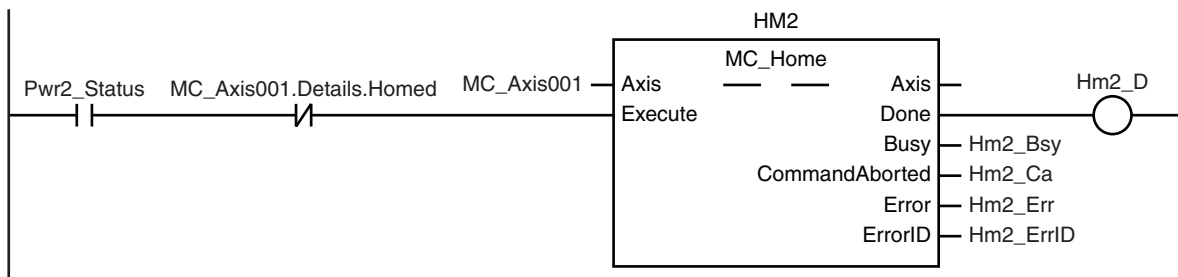 HM2
MC_Home
Pwr2_Status MC_Axis001.Details.Homed MC_Axis001 Axis Axis Hm2_D
Execute Done
Busy Hm2_Bsy
CommandAborted Hm2_Ca
Error Hm2_Err
ErrorID Hm2_ErrID